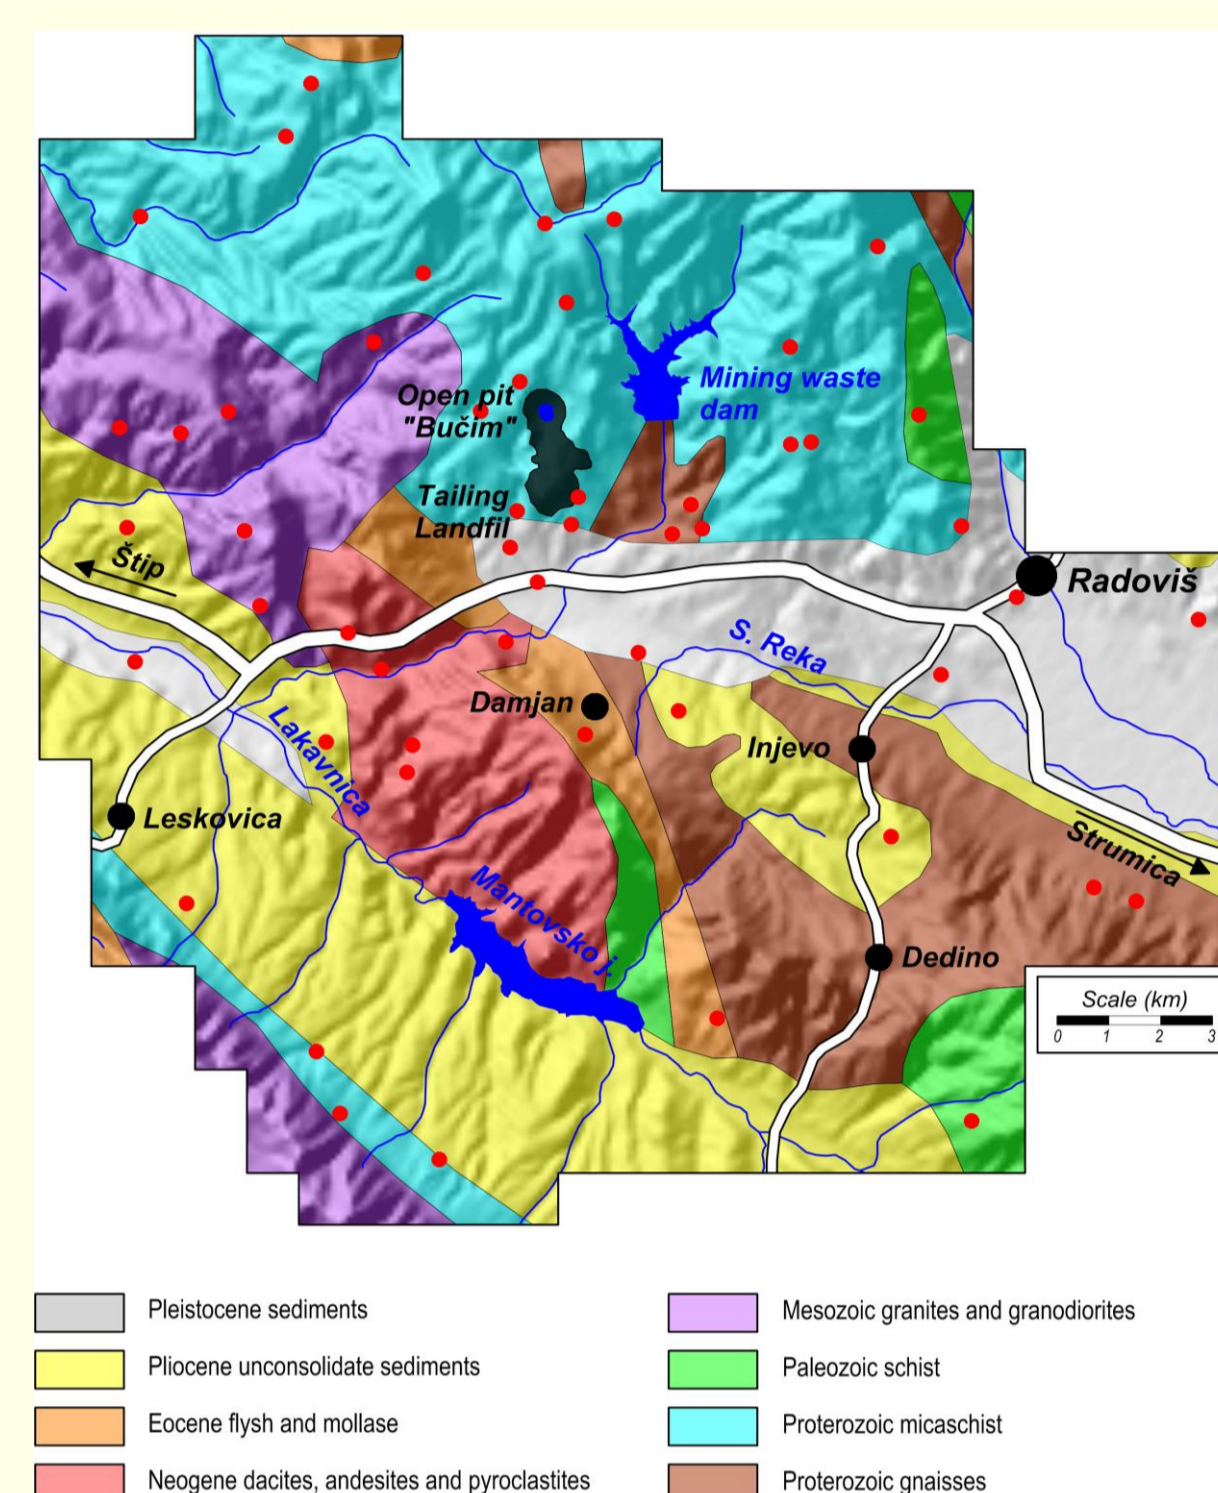 Open pit
"Bučim"
Mining waste
dam
Tailing
Landfil
Štip
Radoviš
S. Reka
Damjan
Injevo
Lakavnica
Leskovica
Strumica
Mantovsko j.
Dedino
Scale (km)
0 1 2 3
Pleistocene sediments
Pliocene unconsolidate sediments
Eocene flysh and mollase
Neogene dacites, andesites and pyroclastites
Mesozoic granites and granodiorites
Paleozoic schist
Proterozoic micaschist
Proterozoic gnaisses